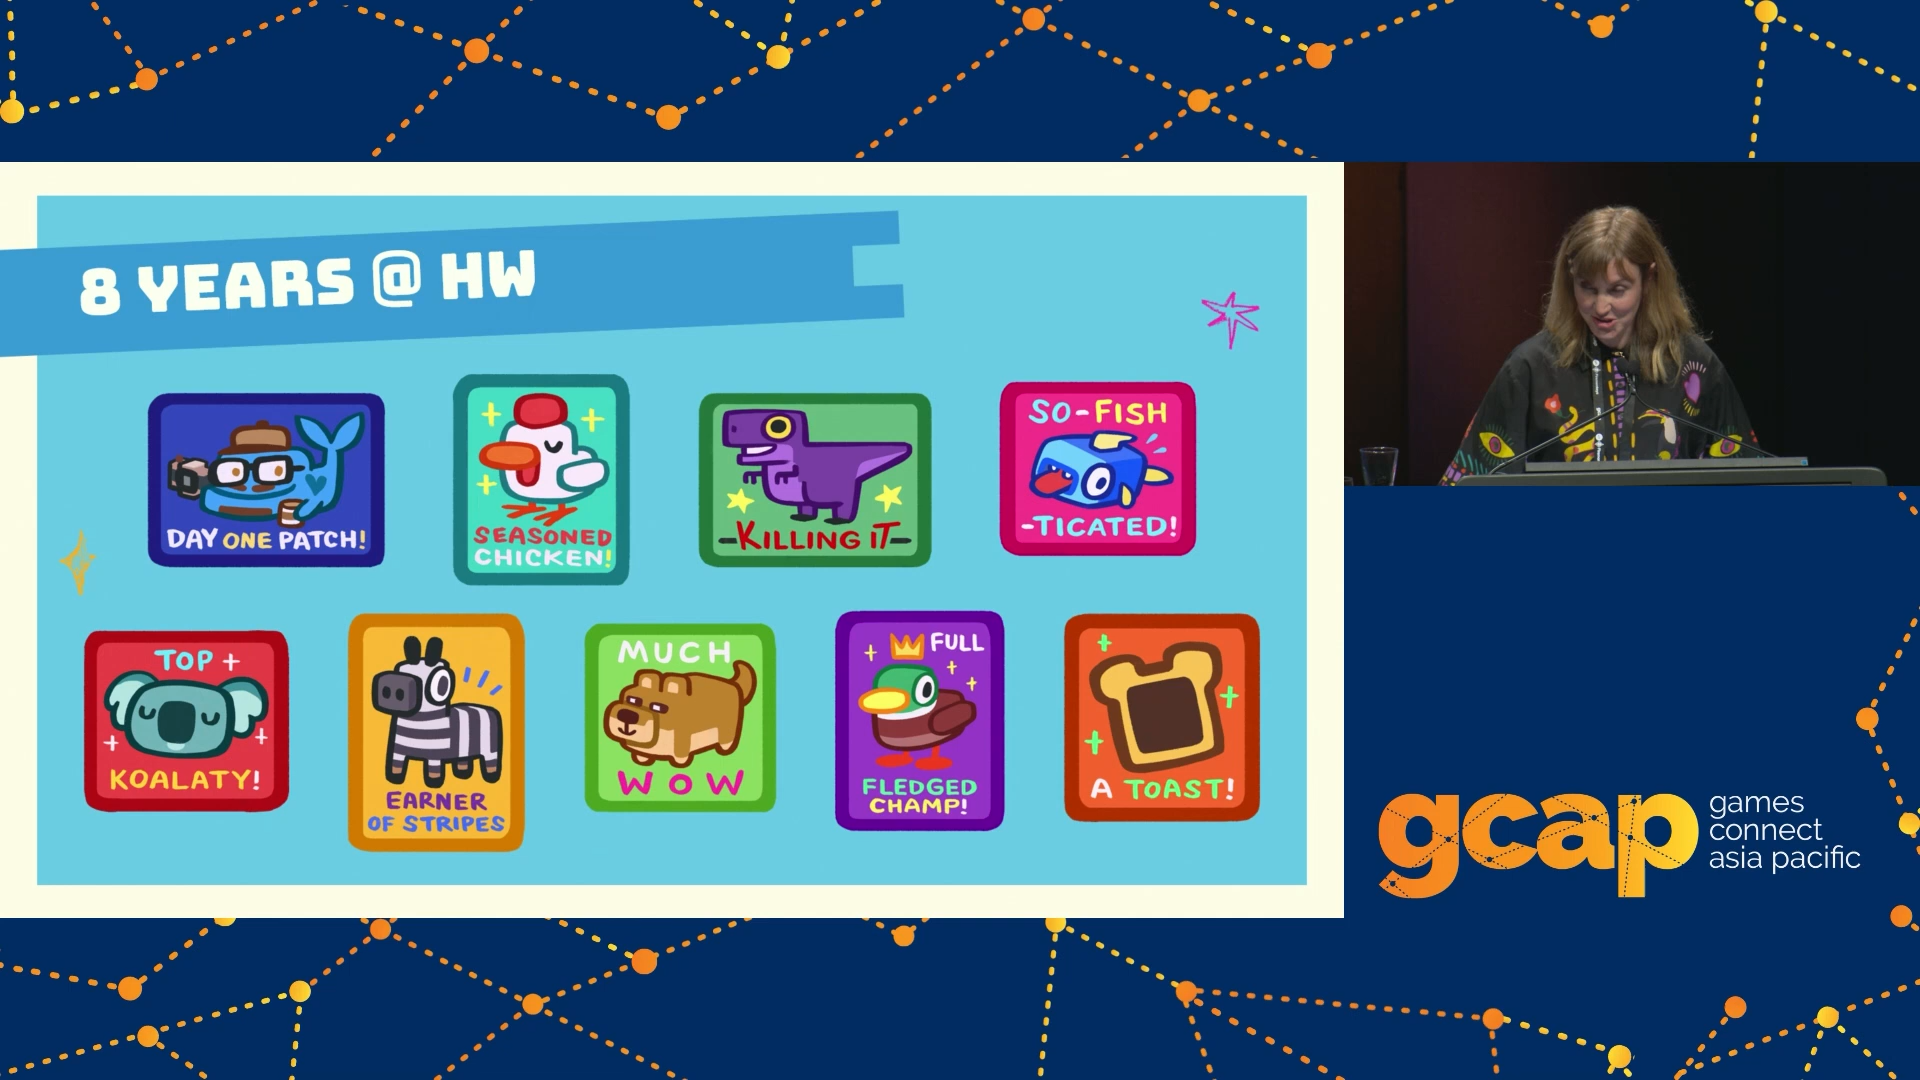 8 YEARS @ HW
DAY ONE PATCH!
SEASONED
CHICKEN!
KILLING IT
SO-FISH
-TICATED!
TOP
KOALATY!
EARNER
OF STRIPES
MUCH
WOW
FULL
FLEDGED
CHAMP!
A TOAST!
gcap
games
connect
asia pacific